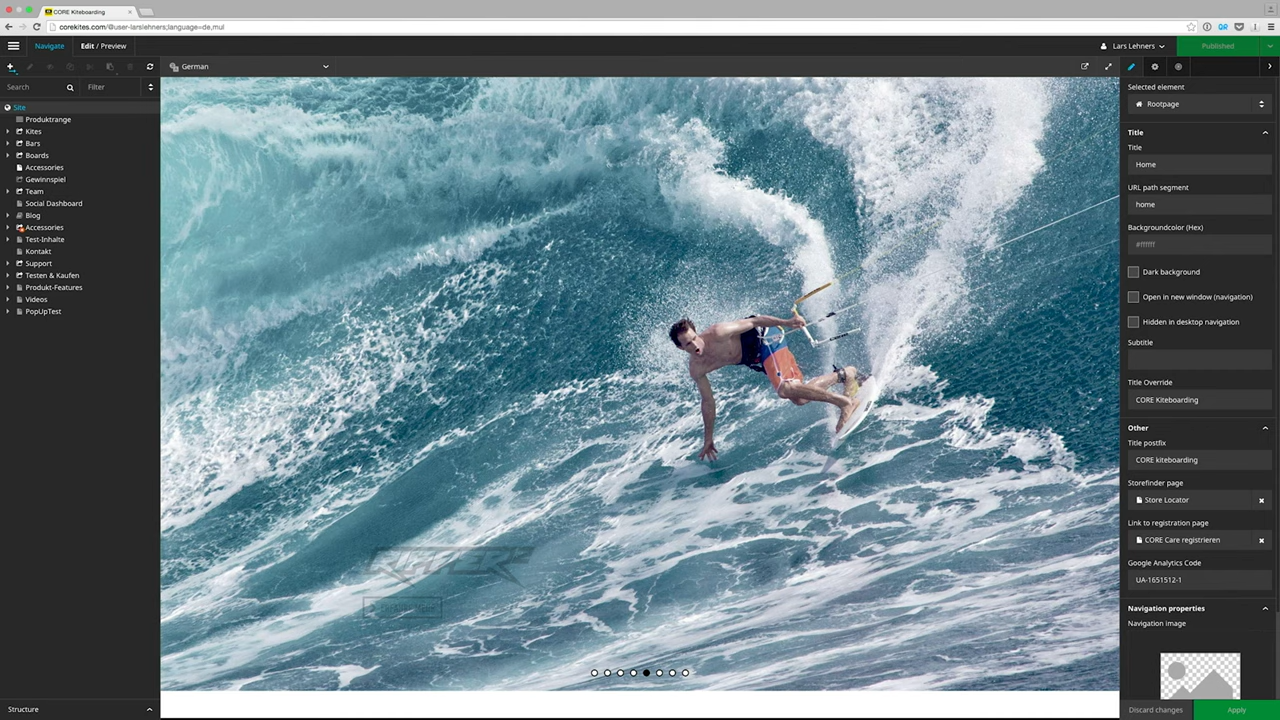 CORE Kiteboarding
corekites.com/@user-larslehners;language=de,mul
Navigate
Edit / Preview
Lars Lehners
Published
Search
Filter
German
Site
Produktrange
Kites
Bars
Boards
Accessories
Gewinnspiel
Team
Social Dashboard
Blog
Accessories
Test-Inhalte
Kontakt
Support
Testen & Kaufen
Produkt-Features
Videos
PopUpTest
Structure
Selected element
Rootpage
Title
Title
Home
URL path segment
home
Backgroundcolor (Hex)
#ffffff
Dark background
Open in new window (navigation)
Hidden in desktop navigation
Subtitle
Title Override
CORE Kiteboarding
Other
Title postfix
CORE kiteboarding
Storefinder page
Store Locator
Link to registration page
CORE Care registrieren
Google Analytics Code
UA-1651512-1
Navigation properties
Navigation image
Discard changes
Apply